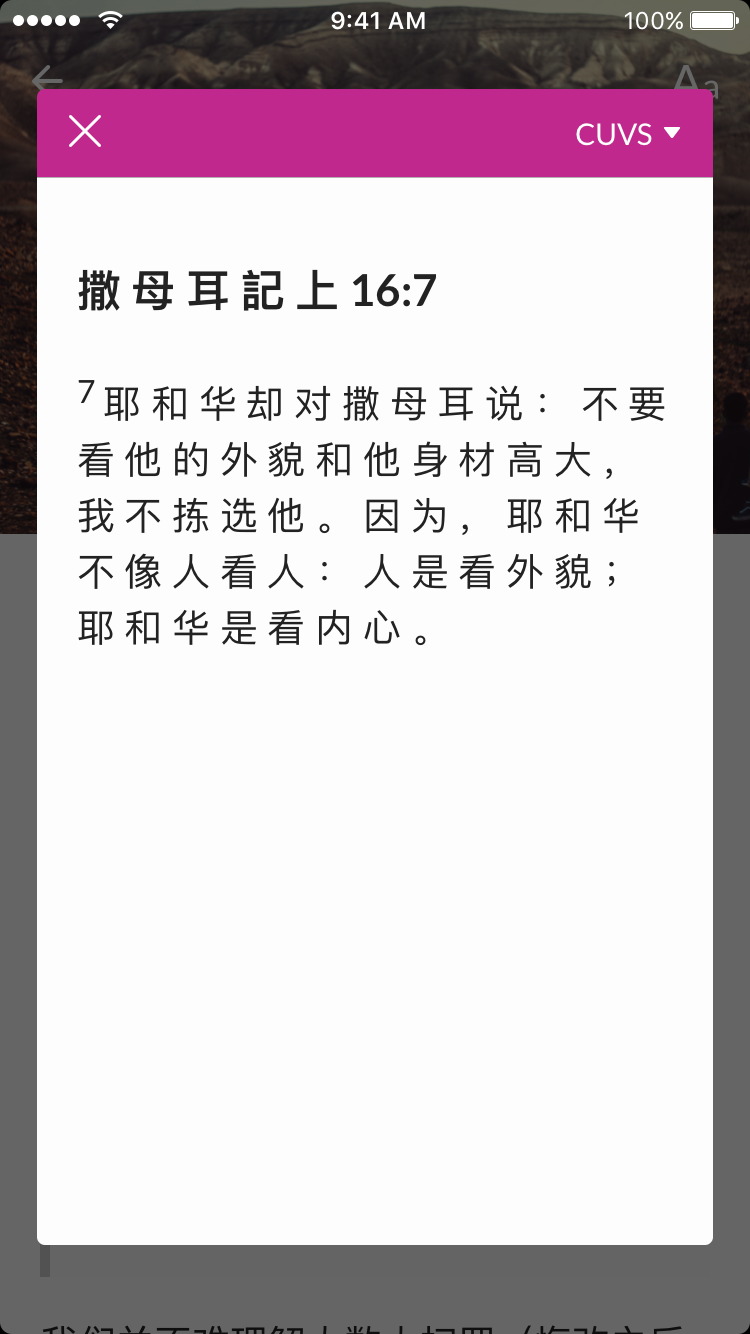 9:41 AM
100%
Aa
CUVS
撒母耳記上 16:7
7 耶和华却对撒母耳说：不要
看他的外貌和他身材高大，
我不拣选他。因为，耶和华
不像人看人：人是看外貌；
耶和华是看内心。